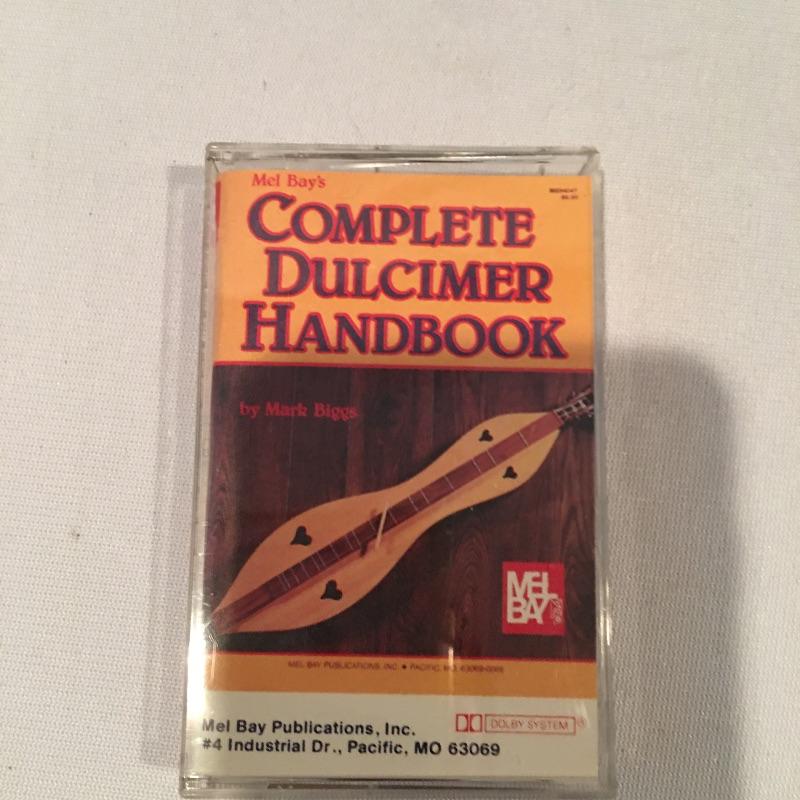 Mel Bay's
COMPLETE
DULCIMER
HANDBOOK
by Mark Biggs
MEL
BAY
MEL BAY PUBLICATIONS, INC. • PACIFIC, MO. 63069-0066
Mel Bay Publications, Inc.
DOLBY SYSTEM®
#4 Industrial Dr., Pacific, MO 63069